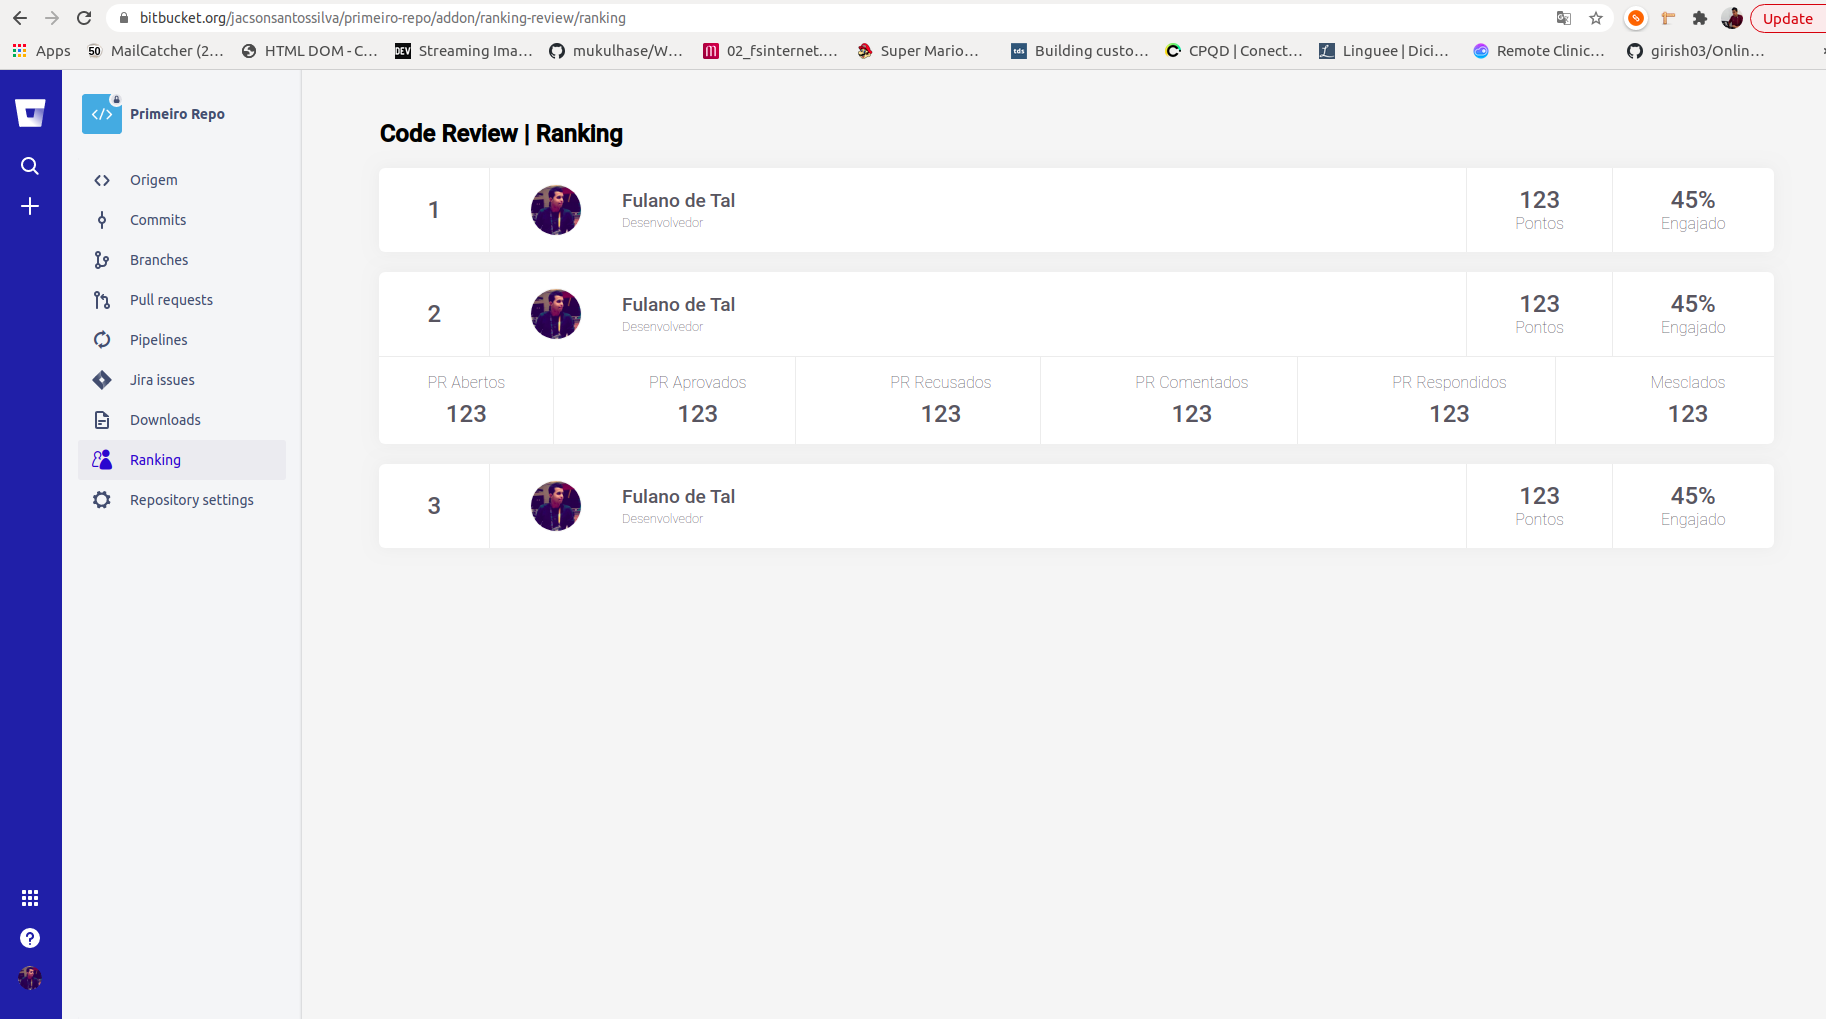 bitbucket.org/jacsonsantossilva/primeiro-repo/addon/ranking-review/ranking
Update
Apps
50 MailCatcher (2...
HTML DOM - C...
DEV Streaming Ima...
mukulhase/W...
02_fsinternet....
Super Mario...
tds Building custo...
CPQD | Conect...
Linguee | Dici...
Remote Clinic...
girish03/Onlin...
Primeiro Repo
Origem
Commits
Branches
Pull requests
Pipelines
Jira issues
Downloads
Ranking
Repository settings
Code Review | Ranking
1
Fulano de Tal
Desenvolvedor
123
Pontos
45%
Engajado
2
Fulano de Tal
Desenvolvedor
123
Pontos
45%
Engajado
PR Abertos
123
PR Aprovados
123
PR Recusados
123
PR Comentados
123
PR Respondidos
123
Mesclados
123
3
Fulano de Tal
Desenvolvedor
123
Pontos
45%
Engajado